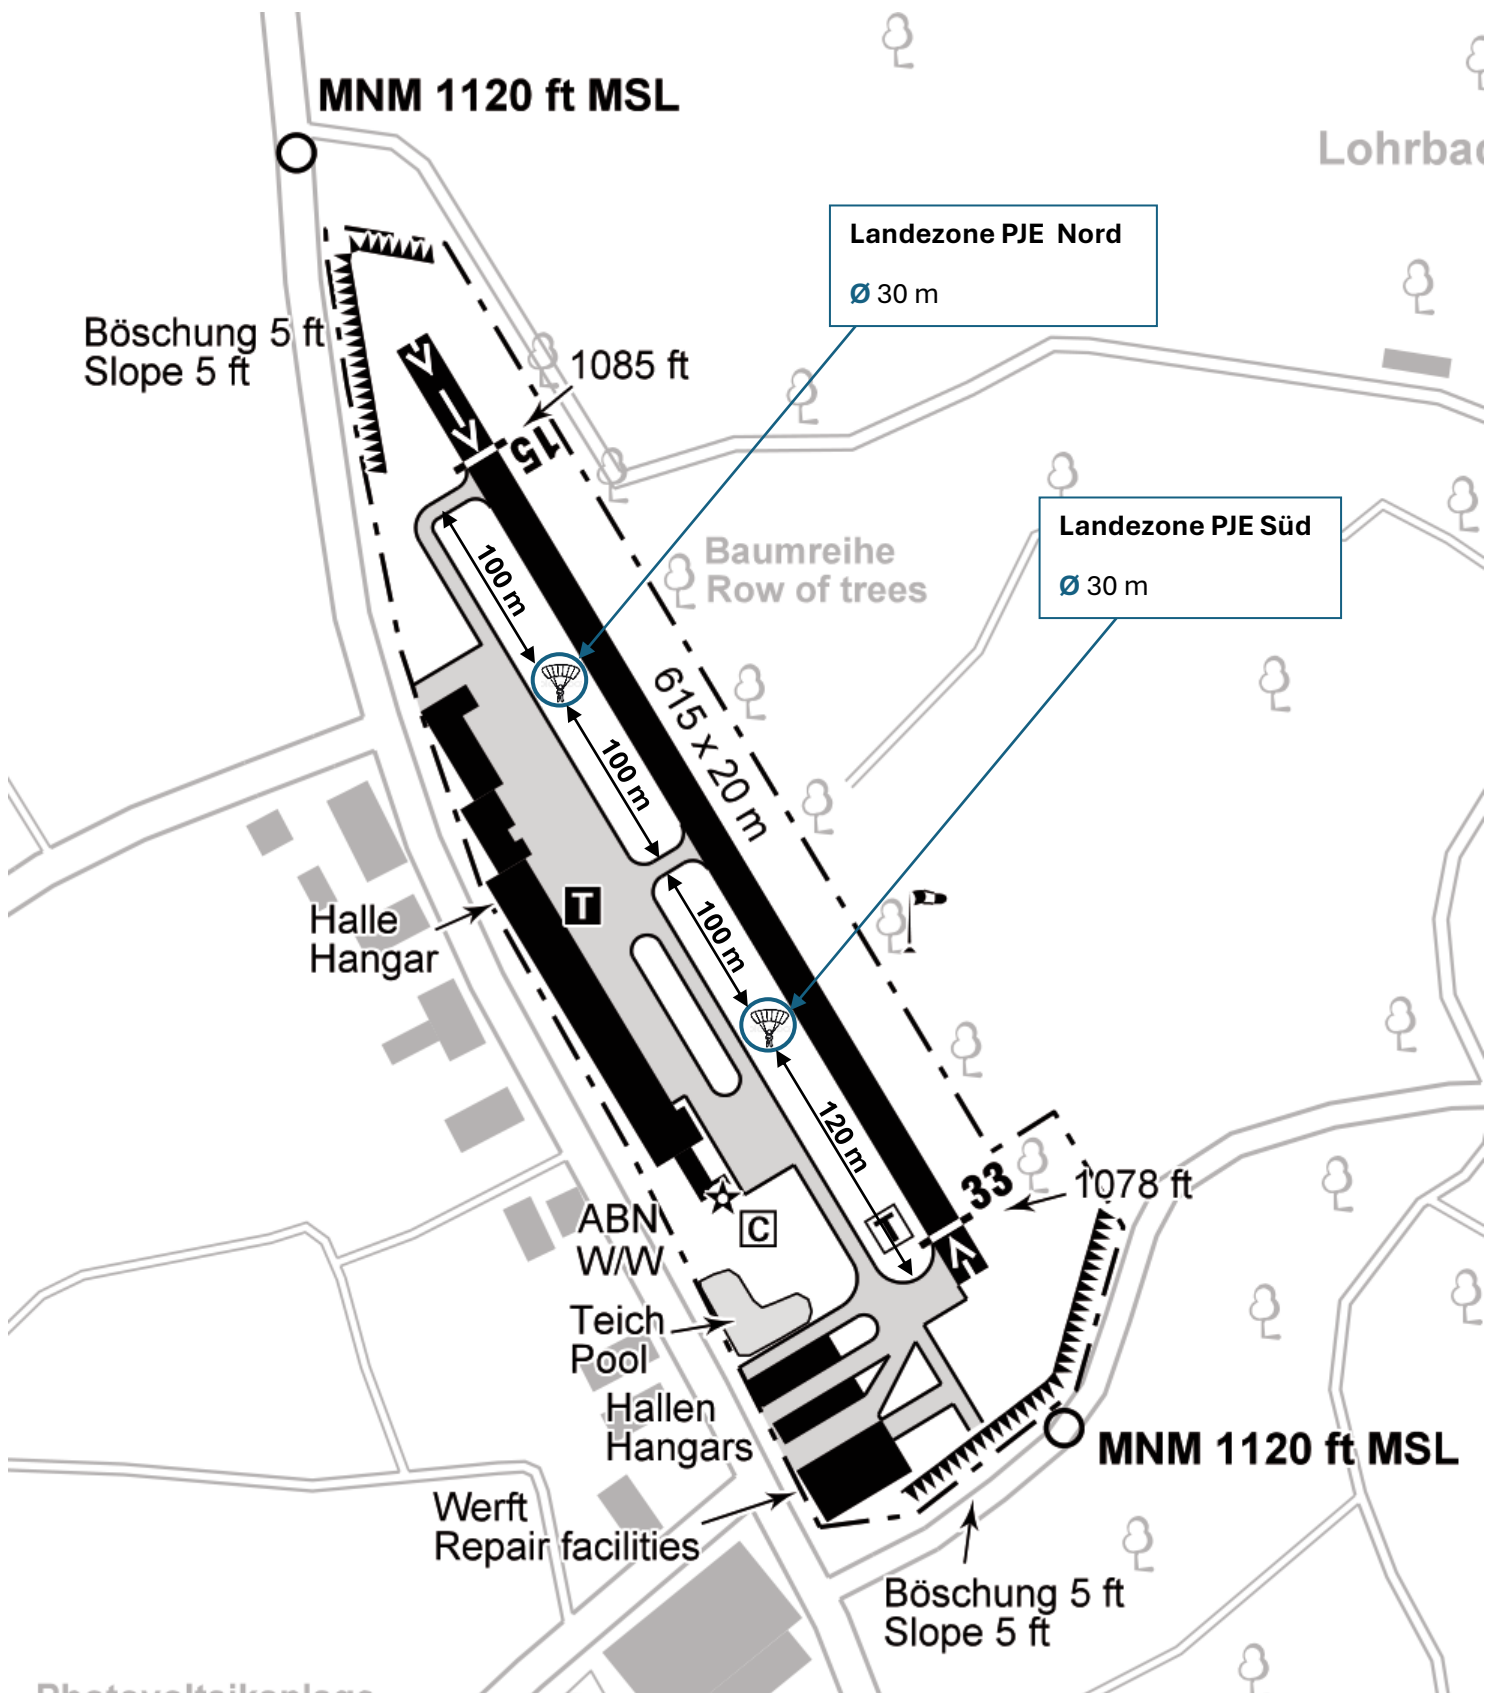 MNM 1120 ft MSL
Landezone PJE Nord
Ø 30 m
Böschung 5 ft
Slope 5 ft
1085 ft
15
Landezone PJE Süd
Ø 30 m
Baumreihe
Row of trees
100 m
615 x 20 m
100 m
T
Halle
Hangar
100 m
120 m
33
1078 ft
T
ABN
W/W
C
Teich
Pool
Hallen
Hangars
MNM 1120 ft MSL
Werft
Repair facilities
Böschung 5 ft
Slope 5 ft